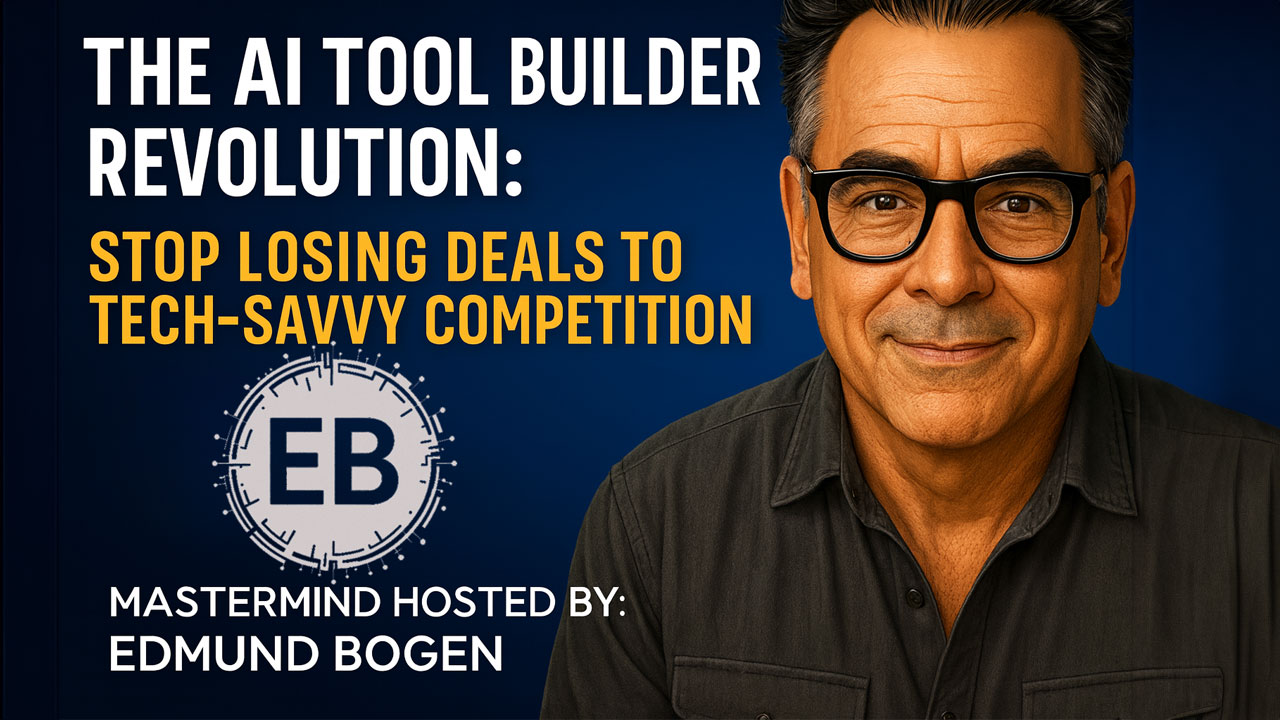 THE AI TOOL BUILDER
REVOLUTION:
STOP LOSING DEALS TO
TECH-SAVVY COMPETITION
EB
MASTERMIND HOSTED BY:
EDMUND BOGEN